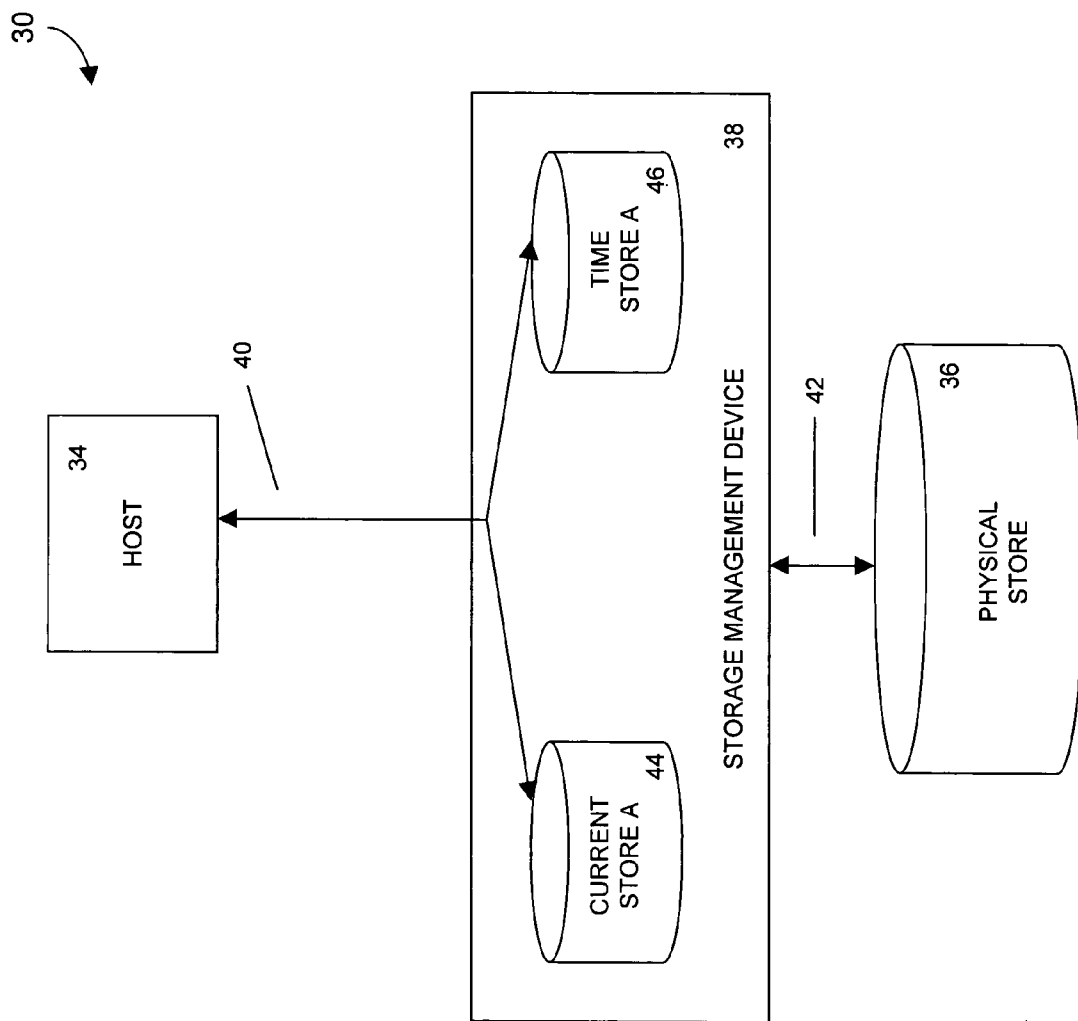 30
34
HOST
40
CURRENT
STORE A
44
TIME
STORE A
46
STORAGE MANAGEMENT DEVICE
38
42
36
PHYSICAL
STORE